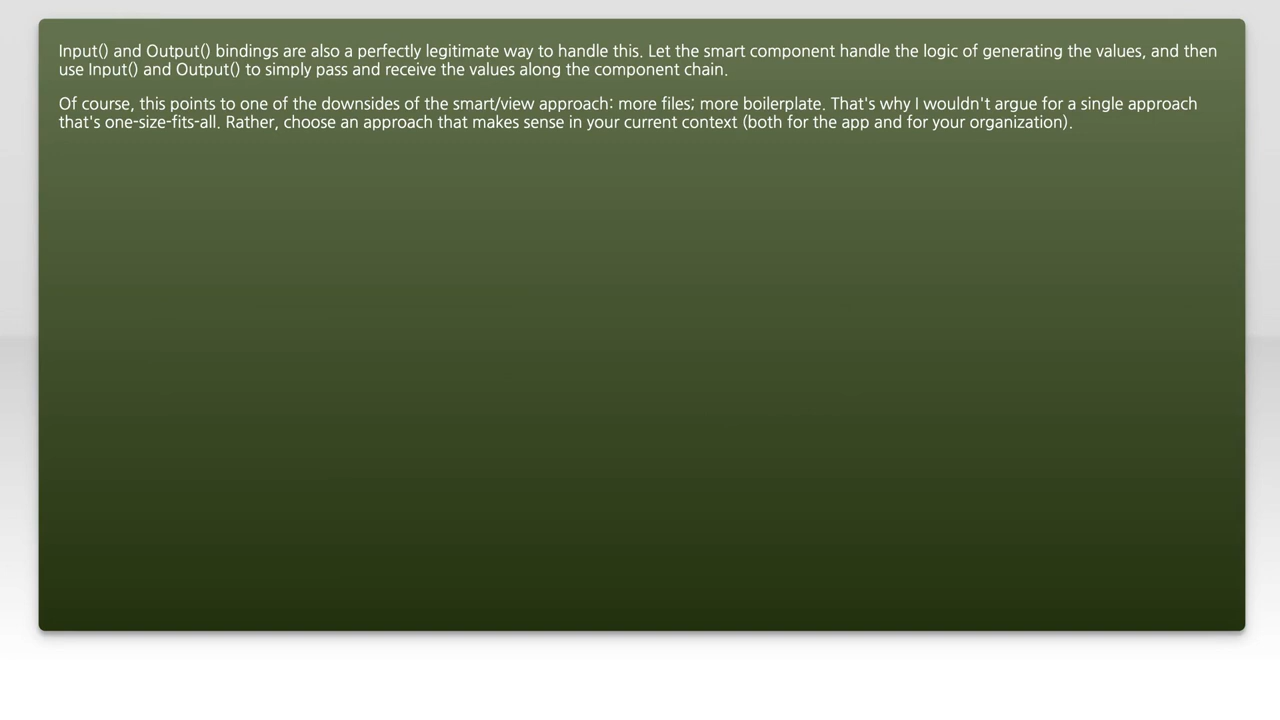 Input() and Output() bindings are also a perfectly legitimate way to handle this. Let the smart component handle the logic of generating the values, and then
use Input() and Output() to simply pass and receive the values along the component chain.
Of course, this points to one of the downsides of the smart/view approach: more files; more boilerplate. That's why I wouldn't argue for a single approach
that's one-size-fits-all. Rather, choose an approach that makes sense in your current context (both for the app and for your organization).